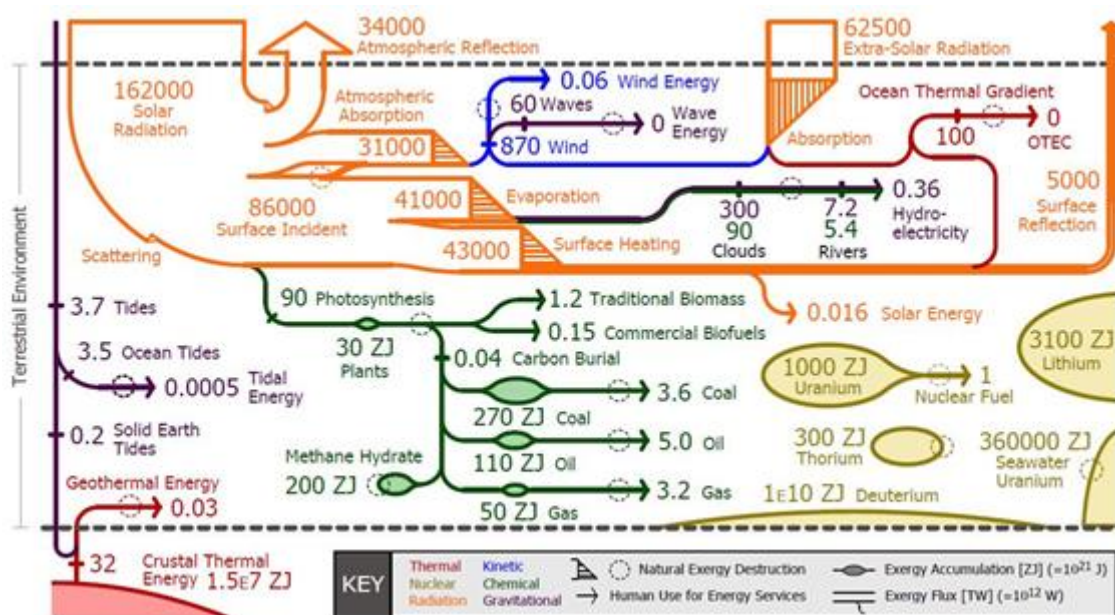 34000
Atmospheric Reflection
62500
Extra-Solar Radiation
162000
Solar
Radiation
Atmospheric
Absorption
31000
0.06 Wind Energy
60 Waves
0 Wave
Energy
870 Wind
Absorption
Ocean Thermal Gradient
100
0
OTEC
86000
Surface Incident
41000
Evaporation
43000
Surface Heating
300
90
Clouds
7.2
5.4
Rivers
0.36
Hydro-
electricity
5000
Surface
Reflection
Scattering
Terrestrial Environment
3.7 Tides
3.5 Ocean Tides
0.0005 Tidal
Energy
0.2 Solid Earth
Tides
Geothermal Energy
0.03
32 Crustal Thermal
Energy 1.5E7 ZJ
90 Photosynthesis
30 ZJ
Plants
1.2 Traditional Biomass
0.15 Commercial Biofuels
0.04 Carbon Burial
3.6 Coal
270 ZJ Coal
5.0 Oil
110 ZJ Oil
Methane Hydrate
200 ZJ
3.2 Gas
50 ZJ Gas
0.016 Solar Energy
1000 ZJ
Uranium
1
Nuclear Fuel
3100 ZJ
Lithium
300 ZJ
Thorium
360000 ZJ
Seawater
Uranium
1E10 ZJ Deuterium
KEY
Thermal Kinetic
Nuclear Chemical
Radiation Gravitational
Natural Exergy Destruction
Human Use for Energy Services
Exergy Accumulation [ZJ] (=10²¹ J)
Exergy Flux [TW] (=10¹² W)